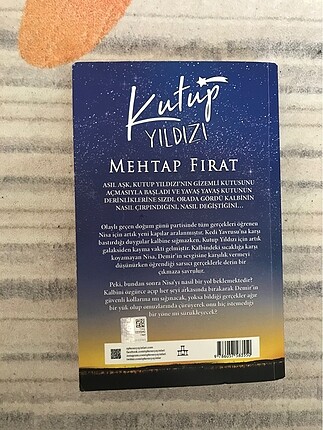 Kutup
YILDIZI
MEHTAP FIRAT
ASIL AŞK, KUTUP YILDIZI'NIN GİZEMLİ KUTUSUNU
AÇMASIYLA BAŞLADI VE YAVAŞ YAVAŞ KUTUNUN
DERİNLİKLERİNE SIZDI. ORADA GÖRDÜ KALBİNİN
NASIL ÇIRPINDIĞINI, NASIL DEĞİŞTİĞİNİ...
Olaylı geçen doğum günü partisinde tüm gerçekleri öğrenen
Nisa için artık yeni kapılar aralanmıştır. Kedi Yavrusu'na karşı
bastırdığı duygular kalbine sığmazken, Kutup Yıldızı için artık
galaksiden kayma vakti gelmiştir. Kalbindeki sıcaklığa karşı
koyamayan Nisa, Demir'in sevgisine karşılık vermeyi
düşünürken öğrendiği sarsıcı gerçeklerle derin bir
çıkmaza savrulur.
Peki, bundan sonra Nisa'yı nasıl bir yol beklemektedir?
Kalbini özgürce açıp her şeyi arkasında bırakarak Demir'in
güvenli kollarına mı sığınacak, yoksa bildiği gerçekler ağır
bir yük olup omuzlarında çürüyerek onu hiç istemediği
bir yöne mi sürükleyecek?